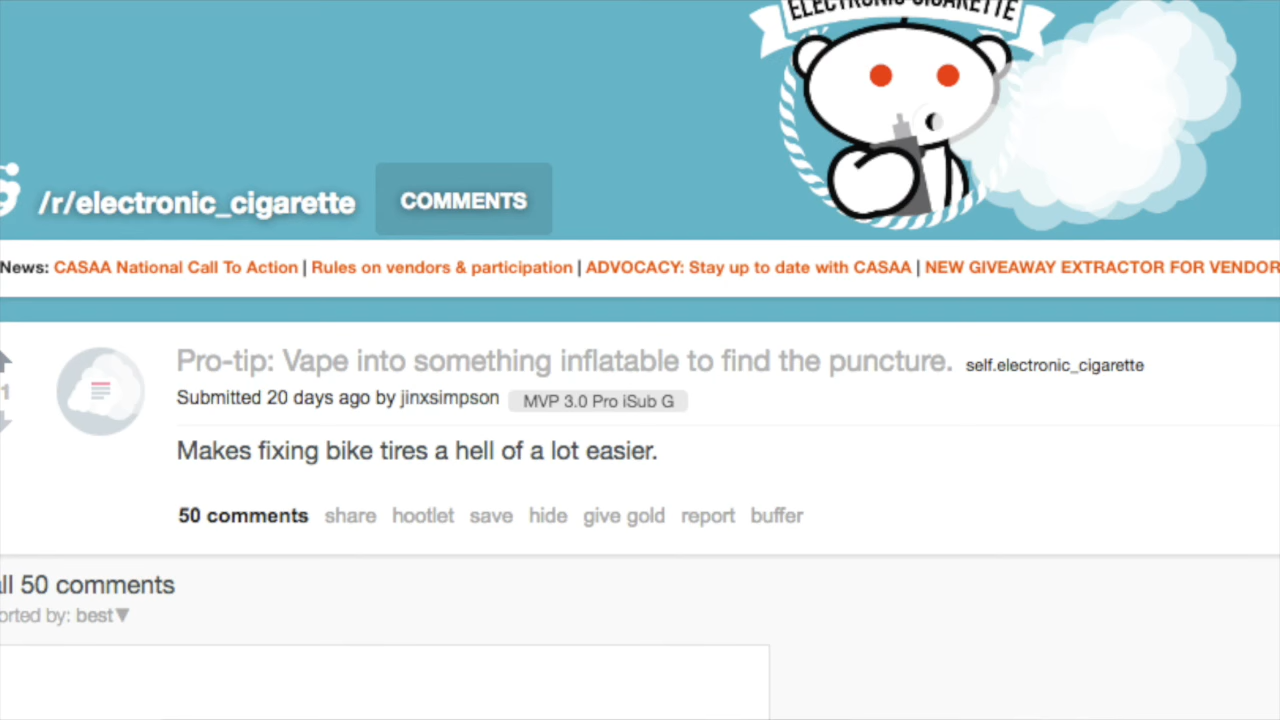 ELECTRONIC CIGARETTE
/r/electronic_cigarette COMMENTS
News: CASAA National Call To Action | Rules on vendors & participation | ADVOCACY: Stay up to date with CASAA | NEW GIVEAWAY EXTRACTOR FOR VENDOR
Pro-tip: Vape into something inflatable to find the puncture. self.electronic_cigarette
1
Submitted 20 days ago by jinxsimpson MVP 3.0 Pro iSub G
Makes fixing bike tires a hell of a lot easier.
50 comments share hootlet save hide give gold report buffer
all 50 comments
orted by: best▼